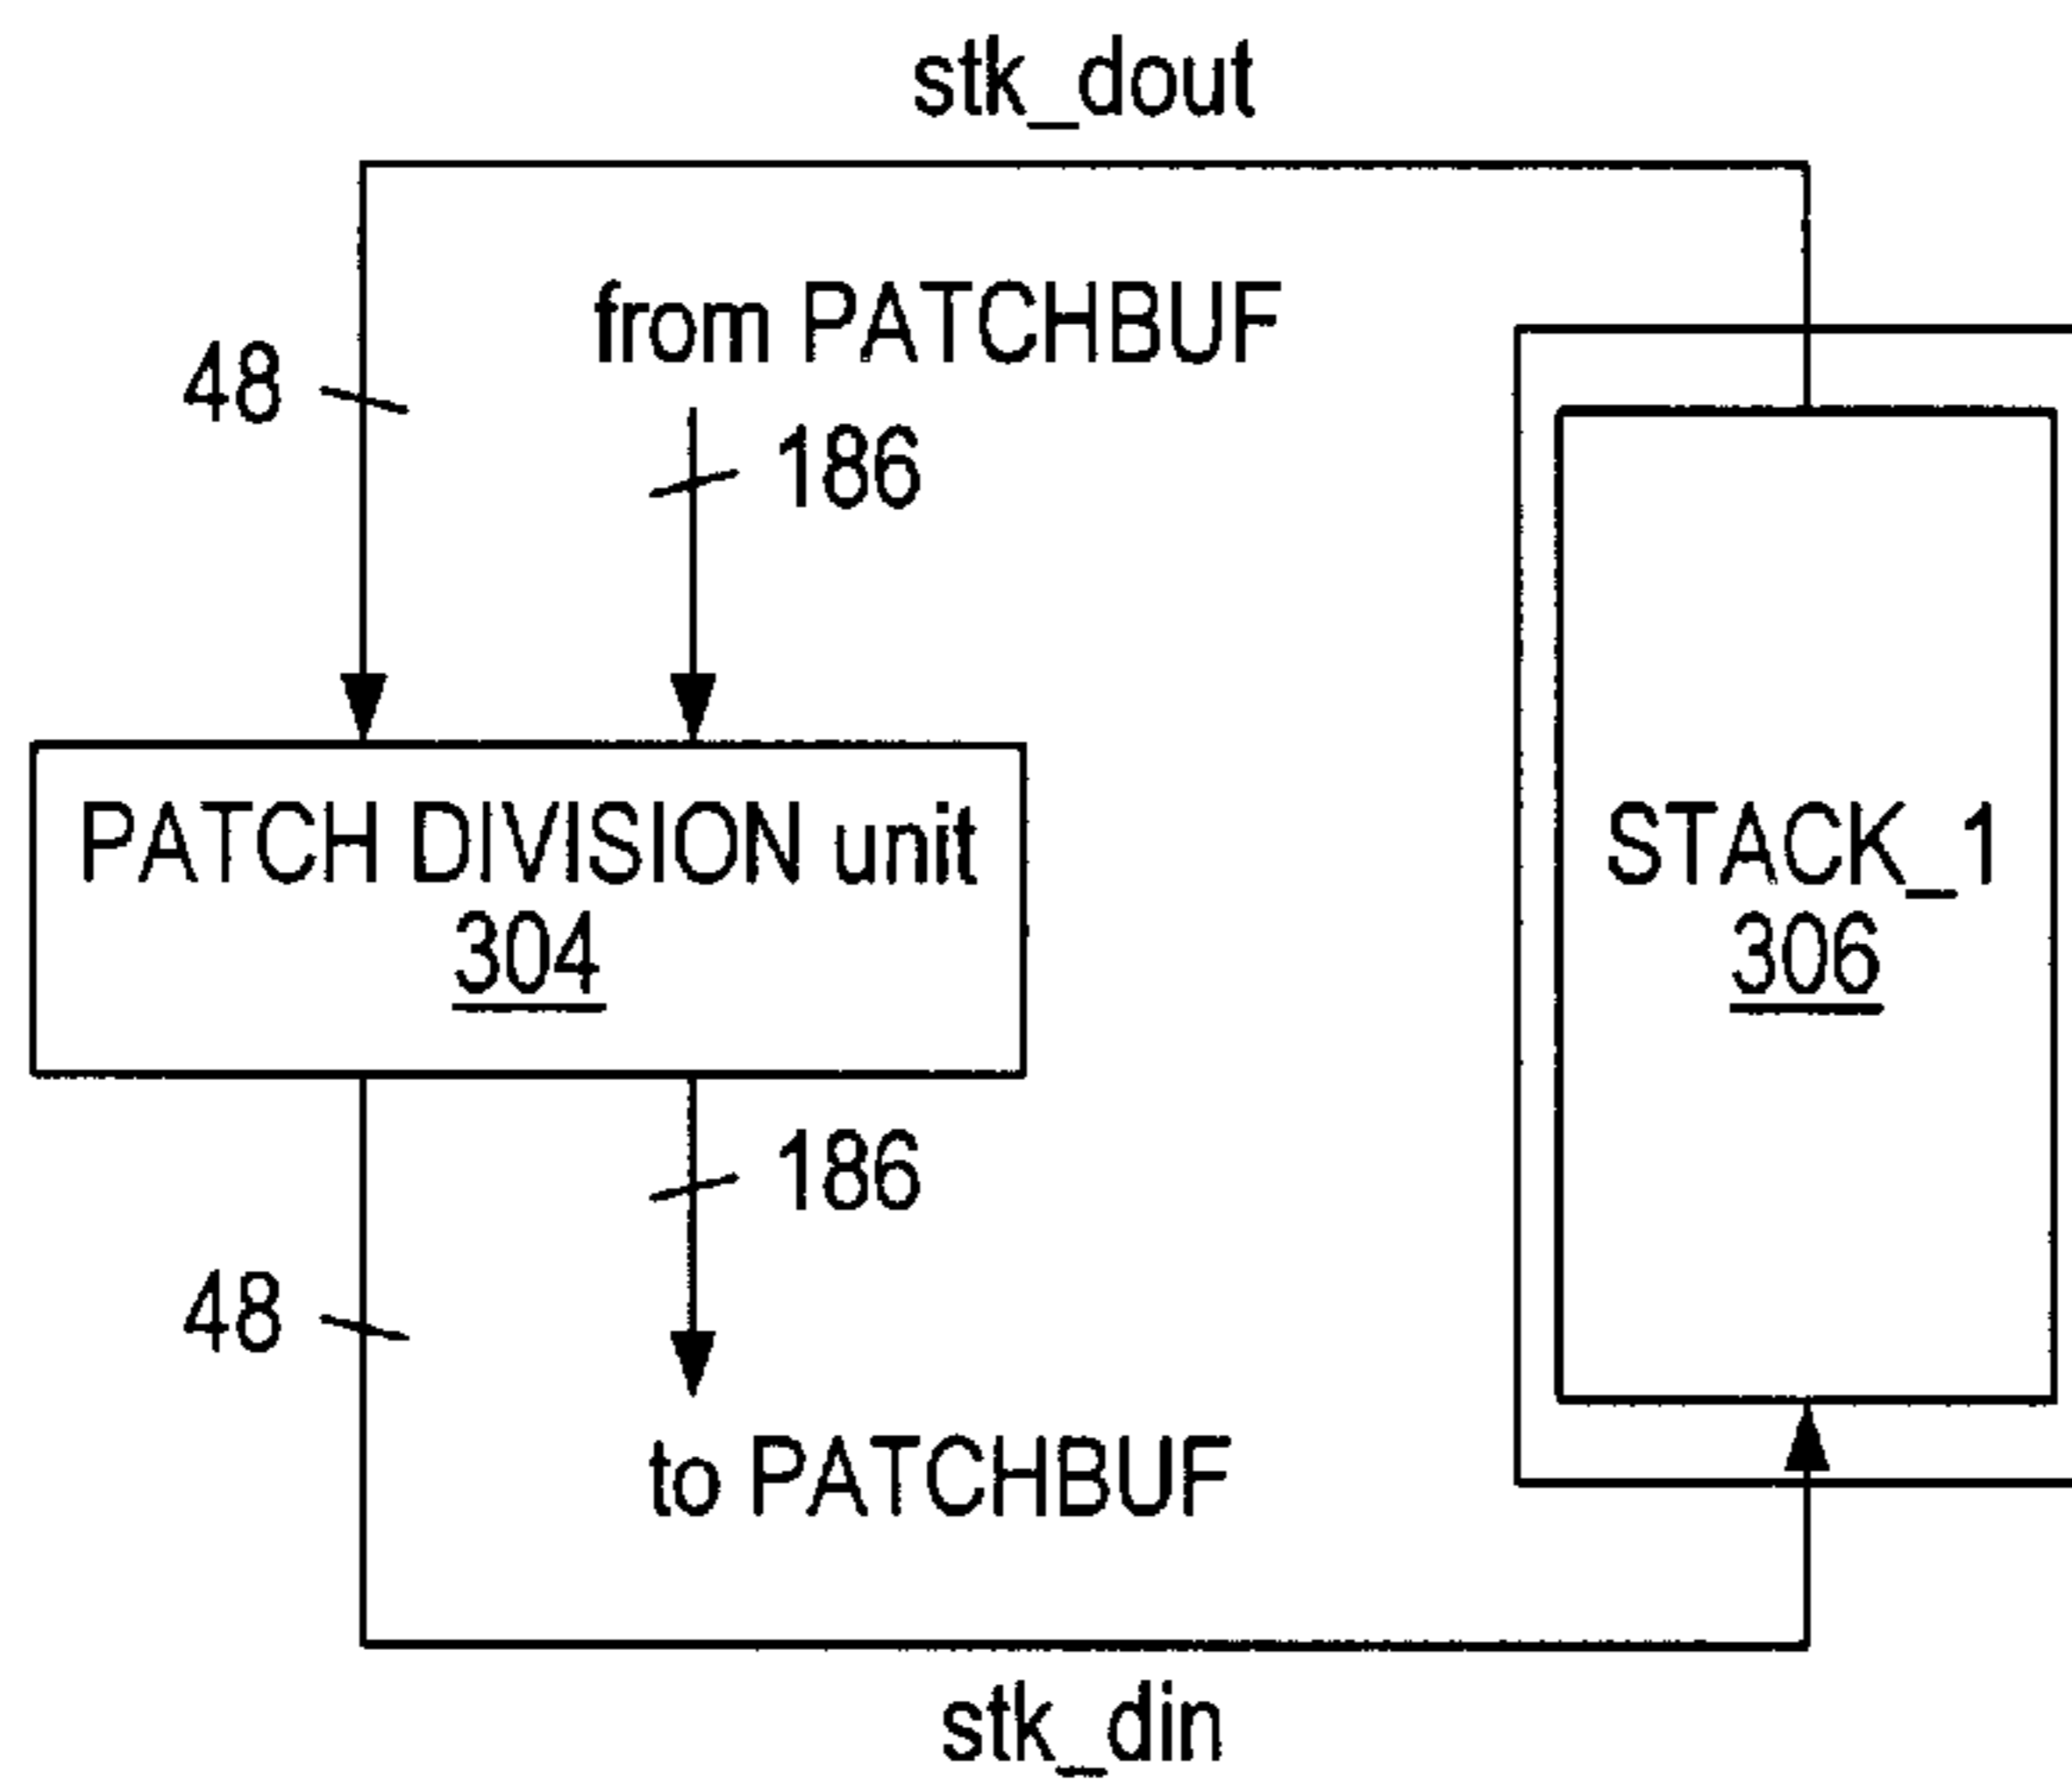 stk_dout
from PATCHBUF
48
186
PATCH DIVISION unit
304
STACK_1
306
186
48
to PATCHBUF
stk_din